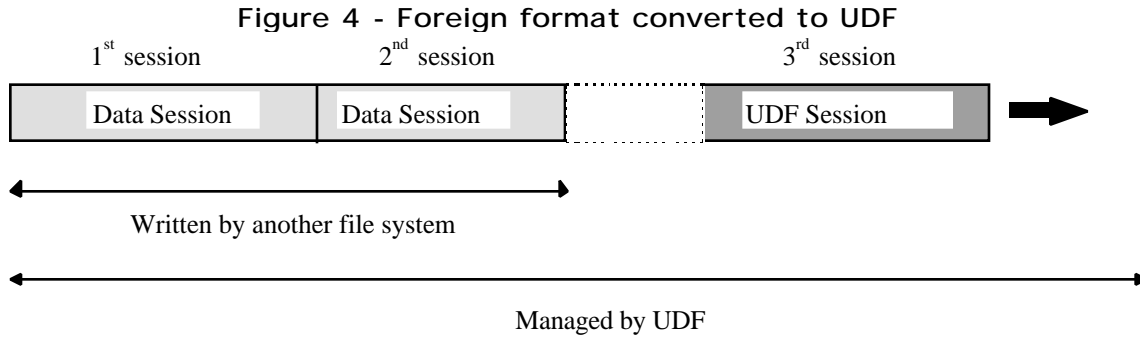 Figure 4 - Foreign format converted to UDF
1st session 2nd session 3rd session
Data Session Data Session UDF Session
Written by another file system
Managed by UDF